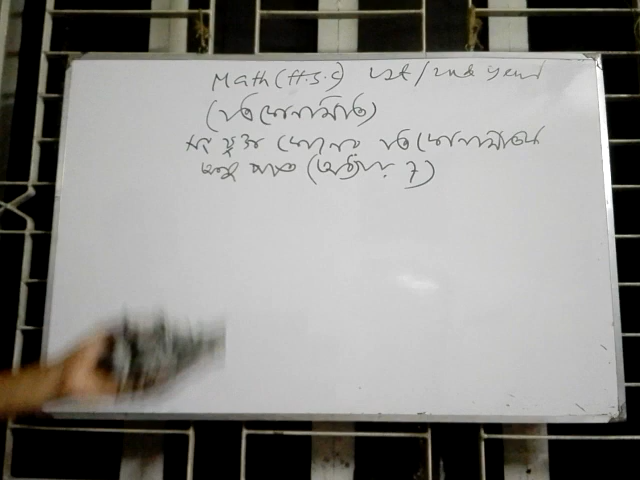 Math (H.S.C) 1st/2nd year
(ত্রিকোণমিতি)
সংযুক্ত কোণের ত্রিকোণমিতিক
অনুপাত (অধ্যায় 7)